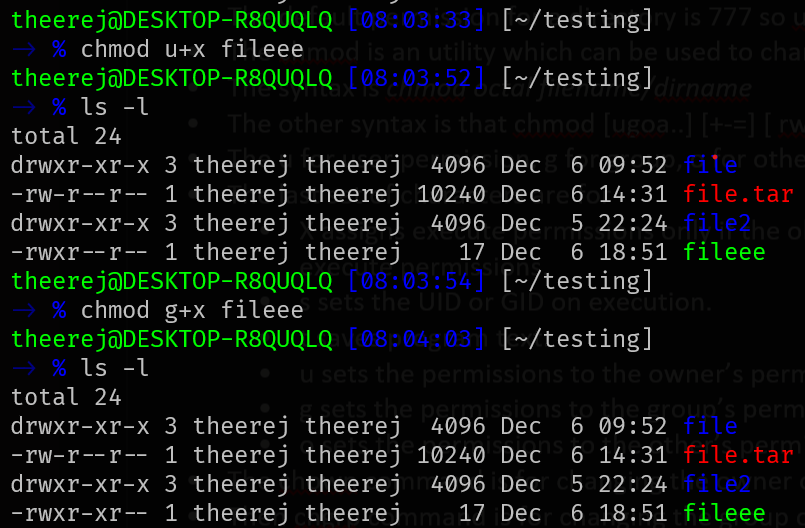 theerej@DESKTOP-R8QUQLQ [08:03:33] [~/testing]
-> % chmod u+x fileee
theerej@DESKTOP-R8QUQLQ [08:03:52] [~/testing]
-> % ls -l
total 24
drwxr-xr-x 3 theerej theerej  4096 Dec  6 09:52 file
-rw-r--r-- 1 theerej theerej 10240 Dec  6 14:31 file.tar
drwxr-xr-x 3 theerej theerej  4096 Dec  5 22:24 file2
-rwxr--r-- 1 theerej theerej    17 Dec  6 18:51 fileee
theerej@DESKTOP-R8QUQLQ [08:03:54] [~/testing]
-> % chmod g+x fileee
theerej@DESKTOP-R8QUQLQ [08:04:03] [~/testing]
-> % ls -l
total 24
drwxr-xr-x 3 theerej theerej  4096 Dec  6 09:52 file
-rw-r--r-- 1 theerej theerej 10240 Dec  6 14:31 file.tar
drwxr-xr-x 3 theerej theerej  4096 Dec  5 22:24 file2
-rwxr-xr-- 1 theerej theerej    17 Dec  6 18:51 fileee